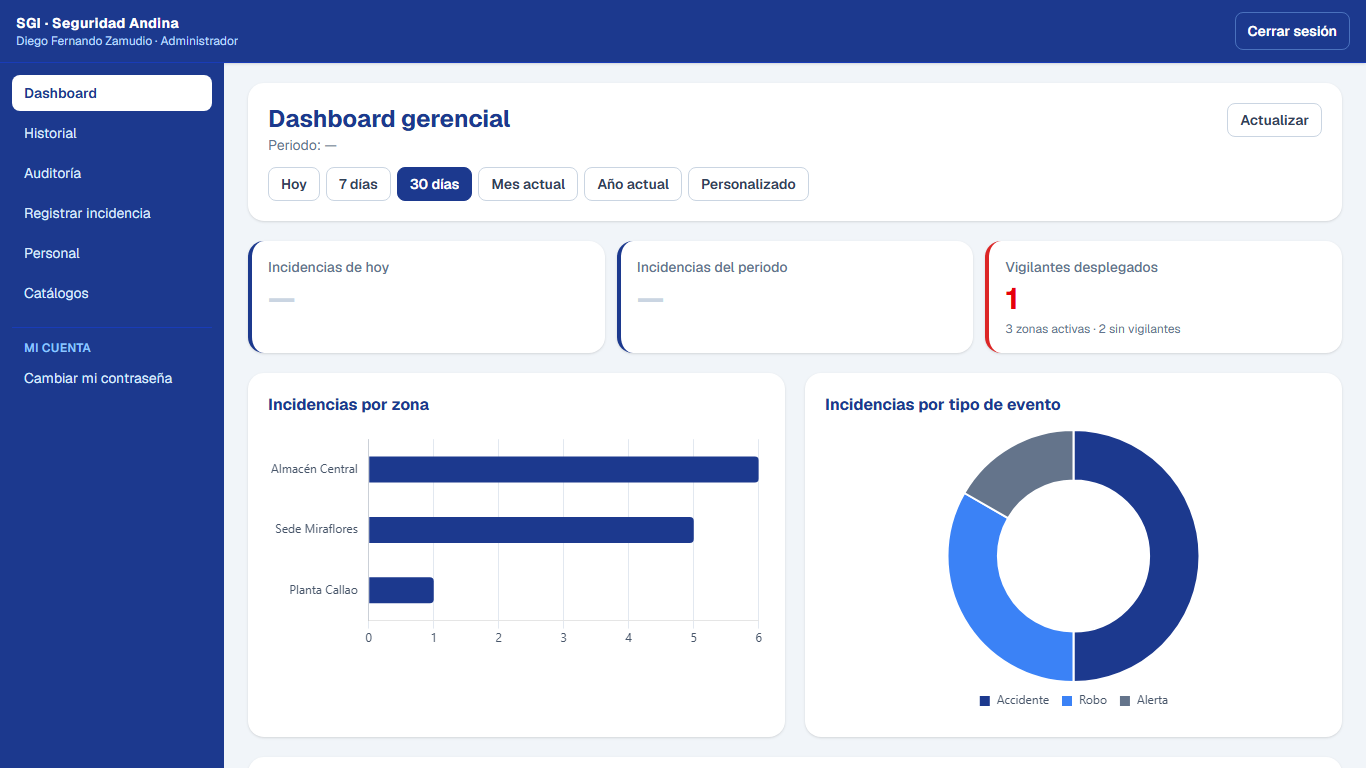 SGI · Seguridad Andina
Diego Fernando Zamudio · Administrador
Cerrar sesión
Dashboard
Historial
Auditoría
Registrar incidencia
Personal
Catálogos
MI CUENTA
Cambiar mi contraseña
Dashboard gerencial
Periodo: —
Actualizar
Hoy
7 días
30 días
Mes actual
Año actual
Personalizado
Incidencias de hoy
—
Incidencias del periodo
—
Vigilantes desplegados
1
3 zonas activas · 2 sin vigilantes
Incidencias por zona
Almacén Central
Sede Miraflores
Planta Callao
0 1 2 3 4 5 6
Incidencias por tipo de evento
Accidente Robo Alerta